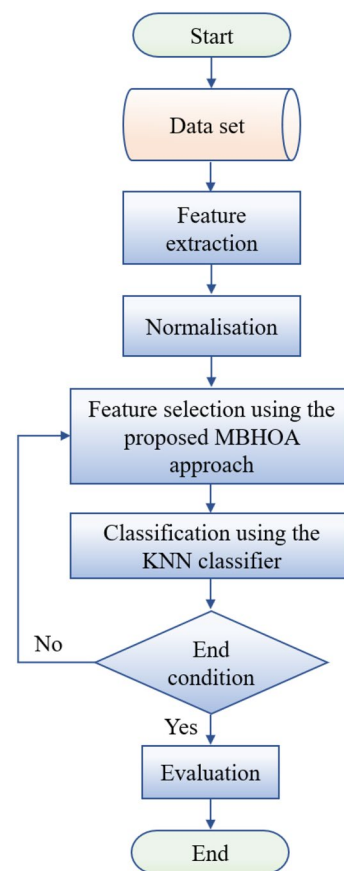 Start
Data set
Feature
extraction
Normalisation
Feature selection using the
proposed MBHOA
approach
Classification using the
KNN classifier
End
condition
No
Yes
Evaluation
End